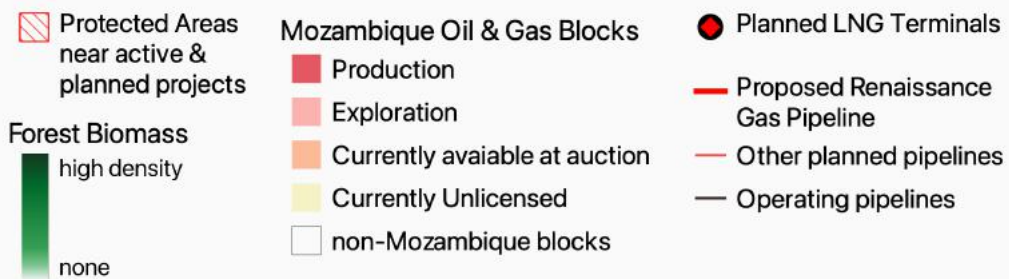 Protected Areas
near active &
planned projects
Forest Biomass
high density
none
Mozambique Oil & Gas Blocks
Production
Exploration
Currently avaiable at auction
Currently Unlicensed
non-Mozambique blocks
Planned LNG Terminals
Proposed Renaissance
Gas Pipeline
Other planned pipelines
Operating pipelines